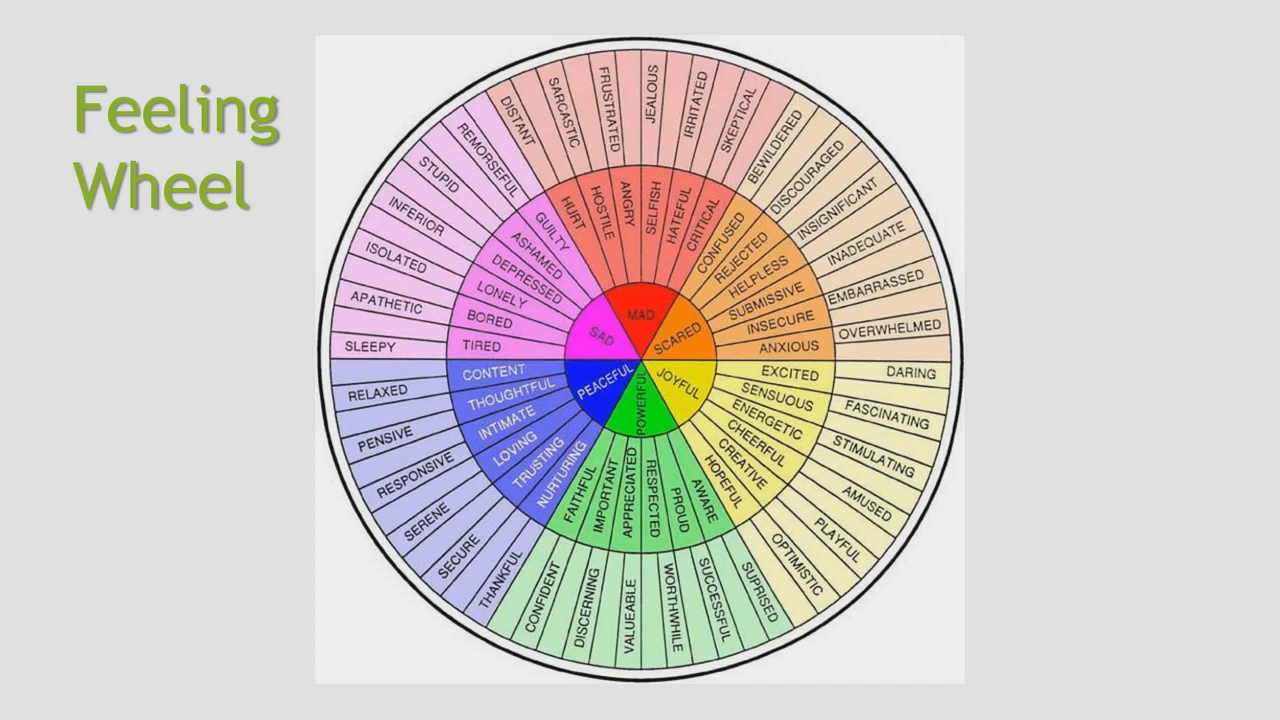 Feeling
Wheel
MAD
SCARED
JOYFUL
POWERFUL
PEACEFUL
SAD
HURT
HOSTILE
ANGRY
SELFISH
HATEFUL
CRITICAL
CONFUSED
REJECTED
HELPLESS
SUBMISSIVE
INSECURE
ANXIOUS
EXCITED
SENSUOUS
ENERGETIC
CHEERFUL
CREATIVE
HOPEFUL
AWARE
PROUD
RESPECTED
APPRECIATED
IMPORTANT
FAITHFUL
NURTURING
TRUSTING
LOVING
INTIMATE
THOUGHTFUL
CONTENT
TIRED
BORED
LONELY
DEPRESSED
ASHAMED
GUILTY
DISTANT
SARCASTIC
FRUSTRATED
JEALOUS
IRRITATED
SKEPTICAL
BEWILDERED
DISCOURAGED
INSIGNIFICANT
INADEQUATE
EMBARRASSED
OVERWHELMED
DARING
FASCINATING
STIMULATING
AMUSED
PLAYFUL
OPTIMISTIC
SUPRISED
SUCCESSFUL
WORTHWHILE
VALUEABLE
DISCERNING
CONFIDENT
THANKFUL
SECURE
SERENE
RESPONSIVE
PENSIVE
RELAXED
SLEEPY
APATHETIC
ISOLATED
INFERIOR
STUPID
REMORSEFUL